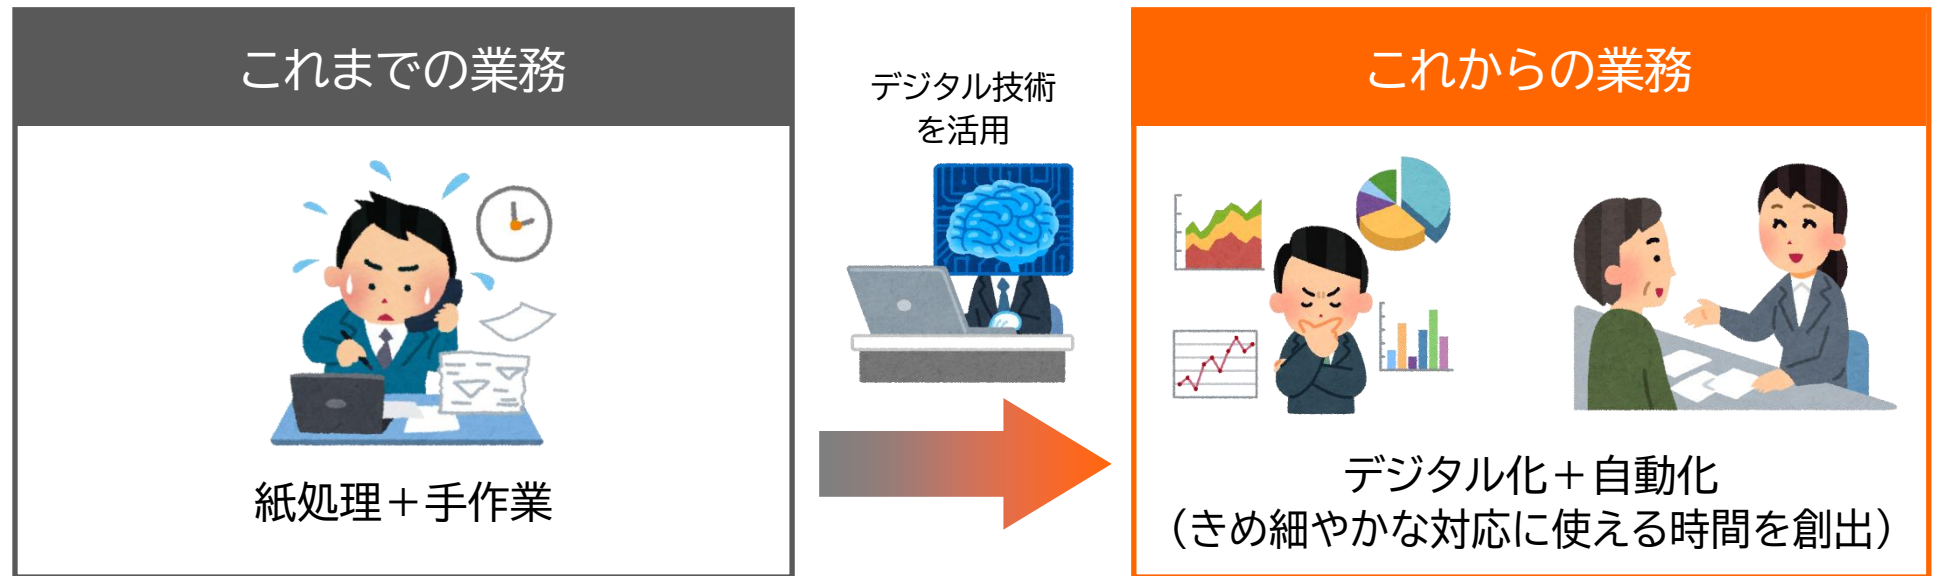 これまでの業務
紙処理＋手作業
デジタル技術
を活用
これからの業務
デジタル化＋自動化
（きめ細やかな対応に使える時間を創出）